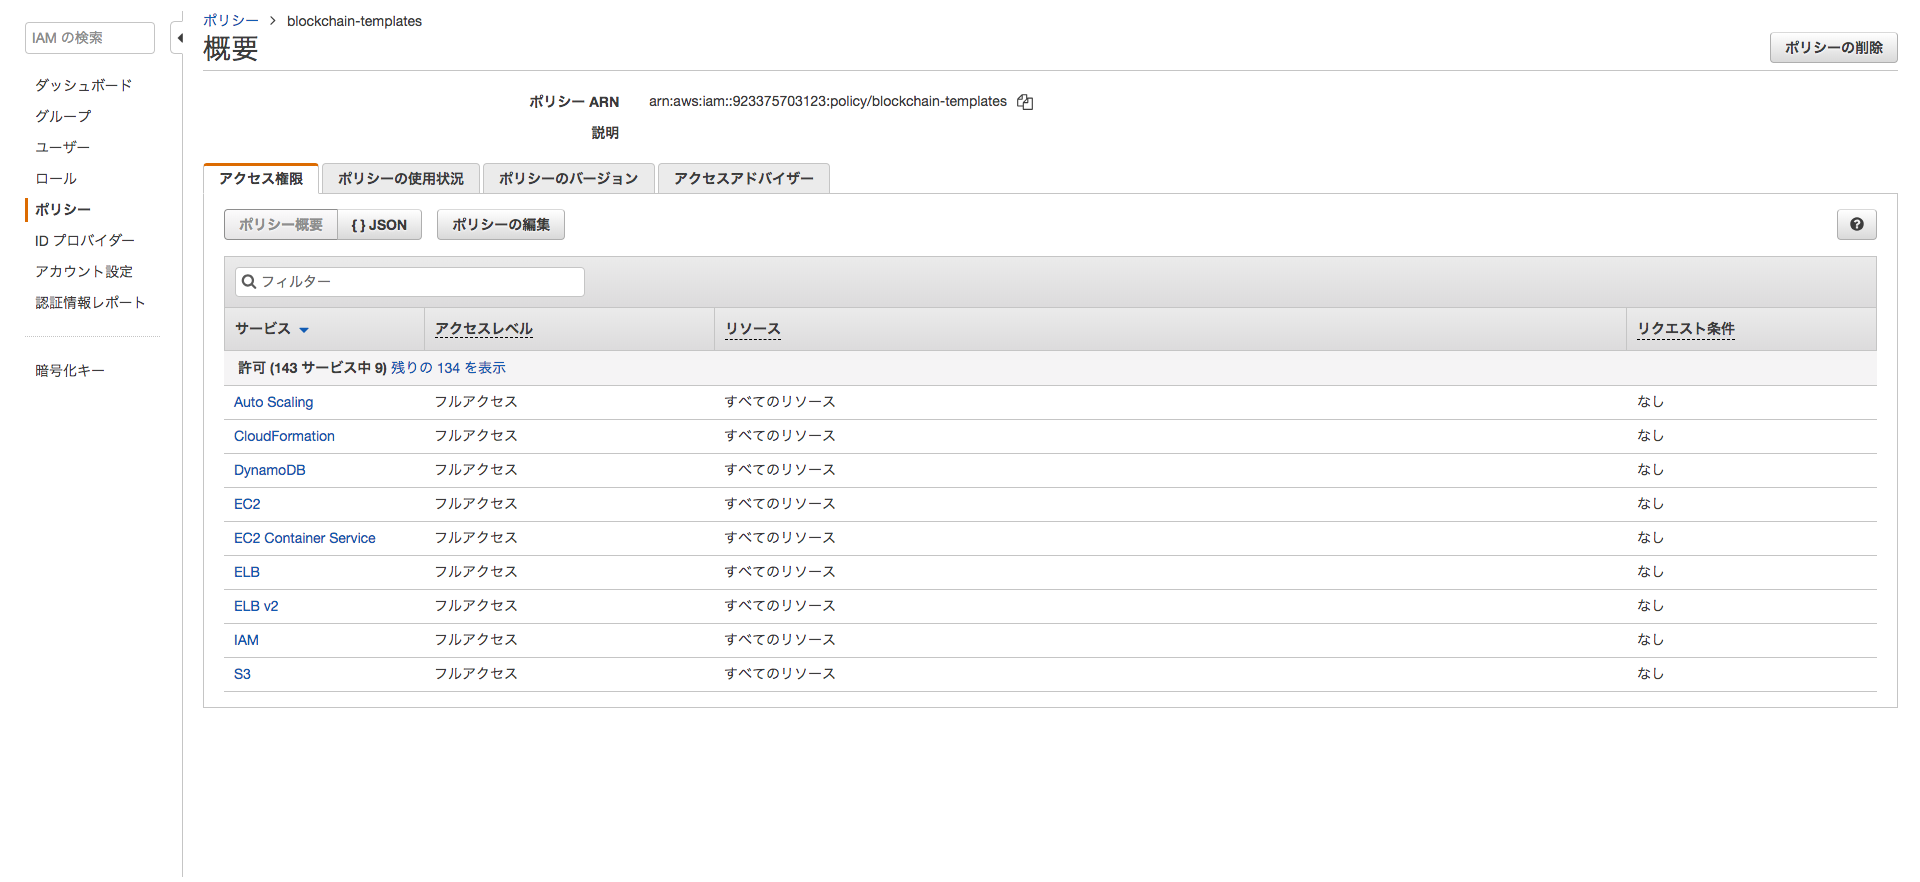 IAM の検索
ダッシュボード
グループ
ユーザー
ロール
ポリシー
ID プロバイダー
アカウント設定
認証情報レポート
暗号化キー
ポリシー > blockchain-templates
概要
ポリシーの削除
ポリシー ARN arn:aws:iam::923375703123:policy/blockchain-templates
説明
アクセス権限 ポリシーの使用状況 ポリシーのバージョン アクセスアドバイザー
ポリシー概要 { } JSON ポリシーの編集 ?
フィルター
サービス アクセスレベル リソース リクエスト条件
許可 (143 サービス中 9) 残りの 134 を表示
Auto Scaling フルアクセス すべてのリソース なし
CloudFormation フルアクセス すべてのリソース なし
DynamoDB フルアクセス すべてのリソース なし
EC2 フルアクセス すべてのリソース なし
EC2 Container Service フルアクセス すべてのリソース なし
ELB フルアクセス すべてのリソース なし
ELB v2 フルアクセス すべてのリソース なし
IAM フルアクセス すべてのリソース なし
S3 フルアクセス すべてのリソース なし